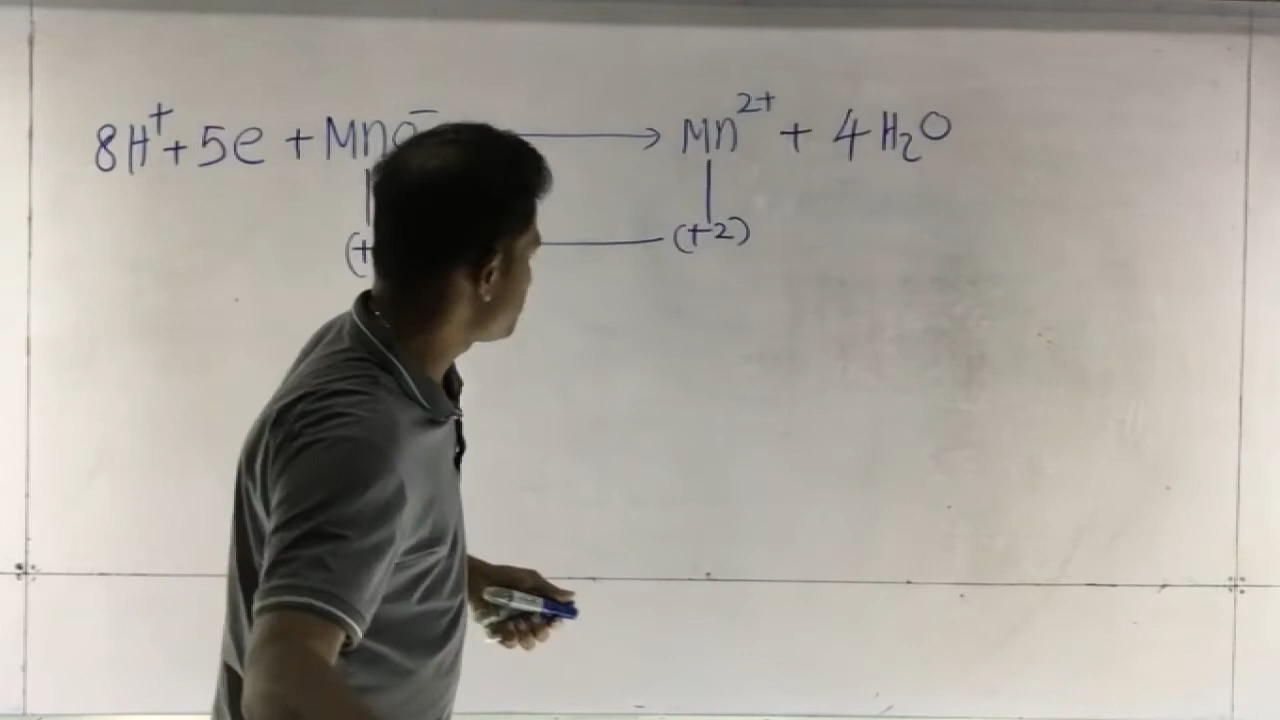 8H⁺ + 5e + MnO⁻ → Mn²⁺ + 4H₂O
(+ (+2)